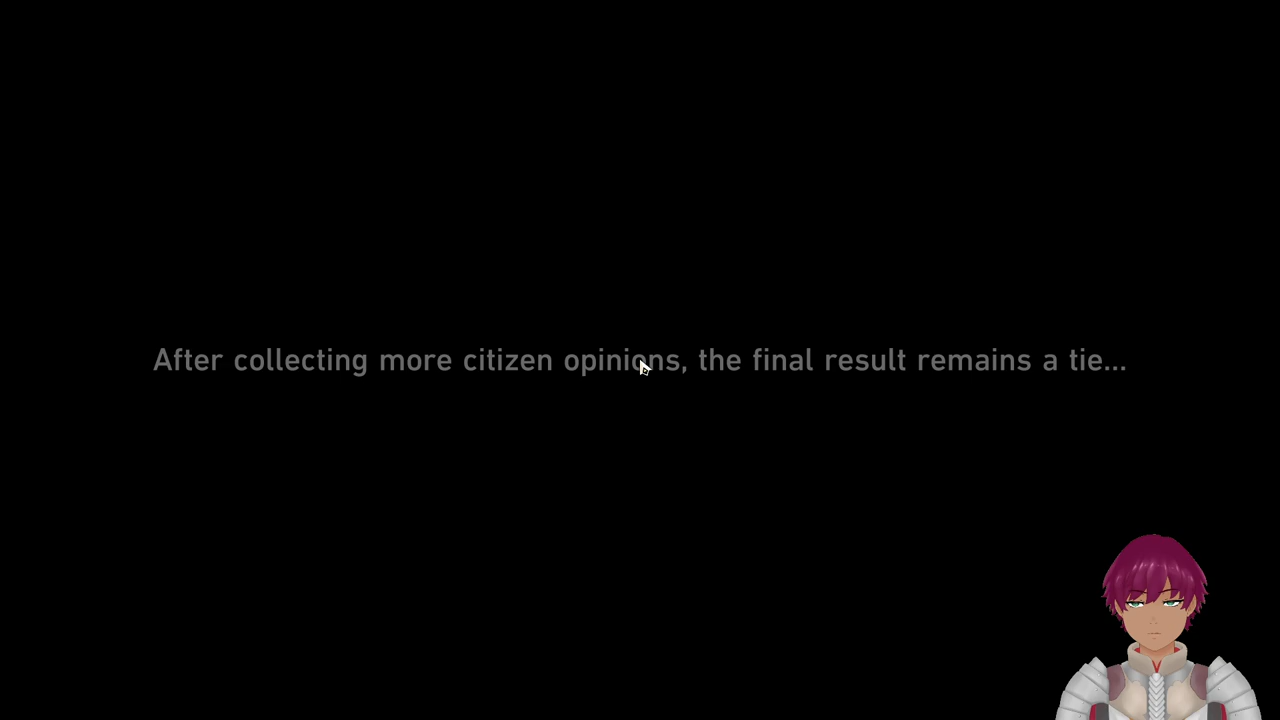 After collecting more citizen opinions, the final result remains a tie...